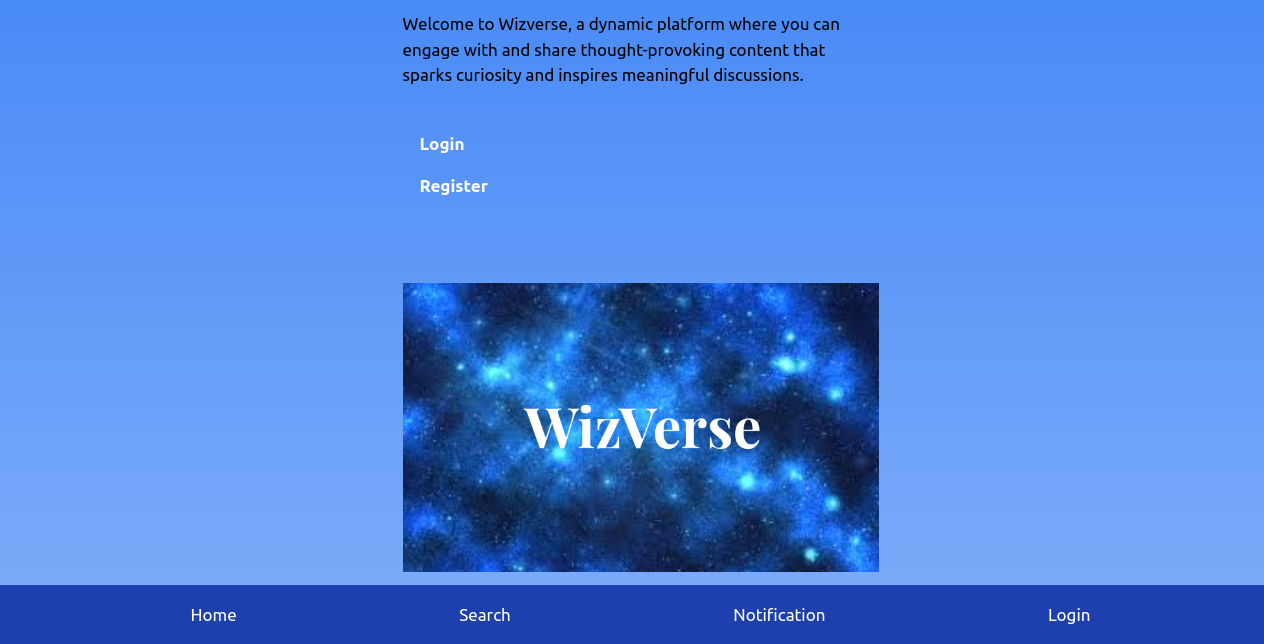 Welcome to Wizverse, a dynamic platform where you can
engage with and share thought-provoking content that
sparks curiosity and inspires meaningful discussions.
Login
Register
WizVerse
Home Search Notification Login